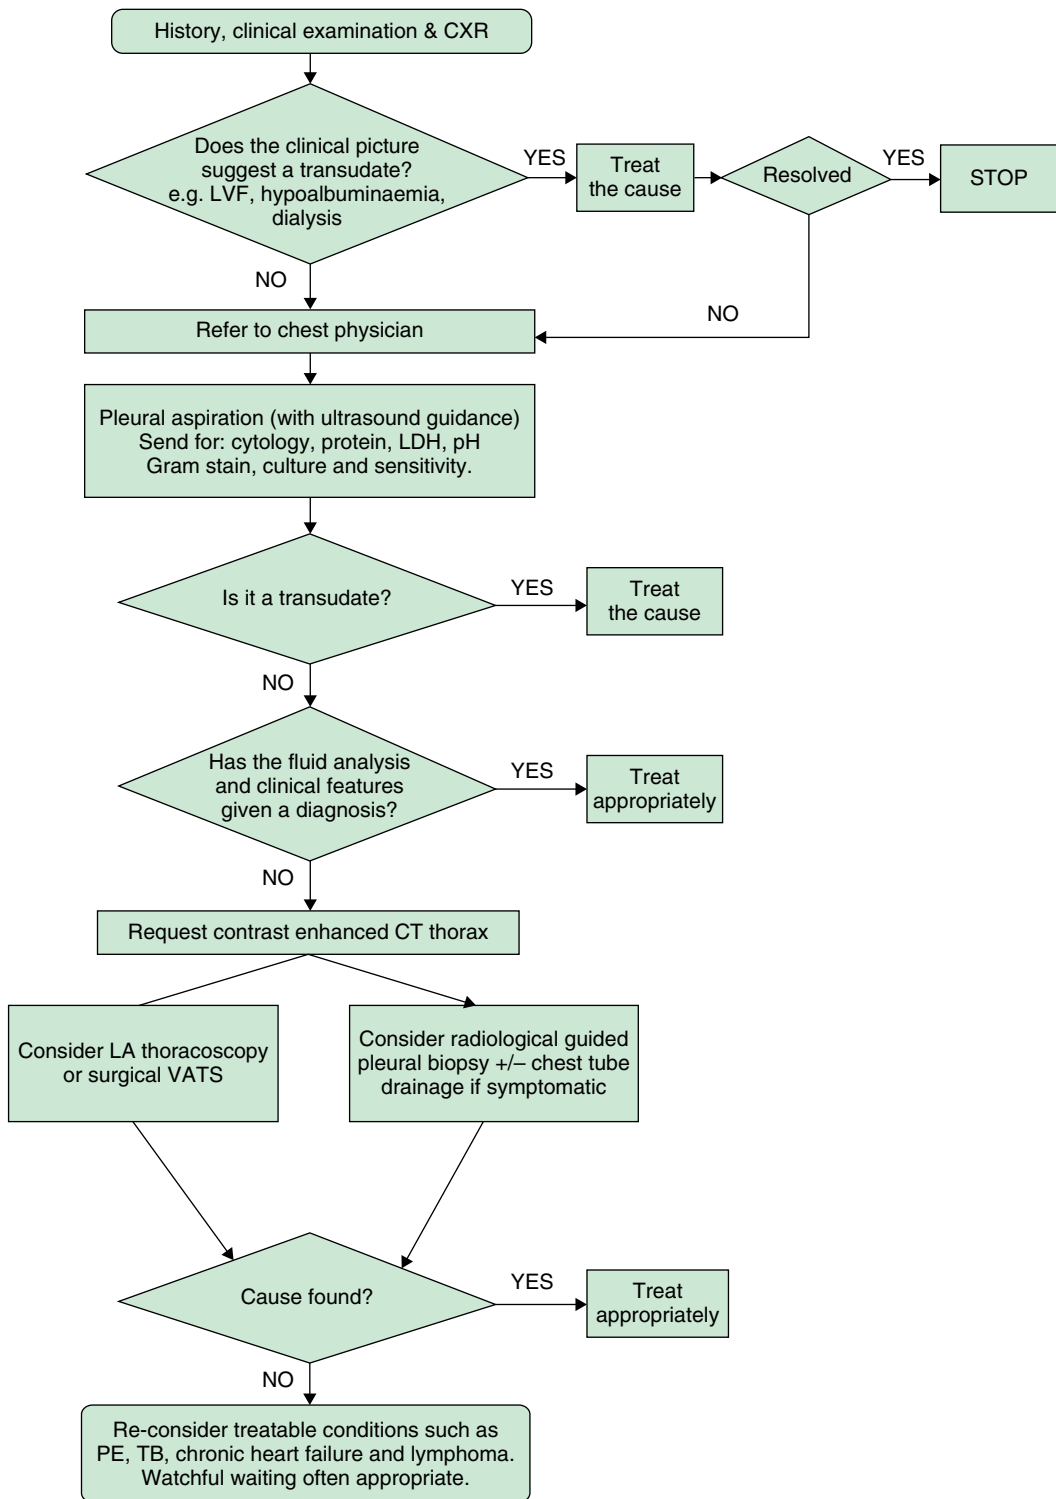 History, clinical examination & CXR
Does the clinical picture
suggest a transudate?
e.g. LVF, hypoalbuminaemia,
dialysis
YES
Treat
the cause
Resolved
YES
STOP
NO
NO
Refer to chest physician
Pleural aspiration (with ultrasound guidance)
Send for: cytology, protein, LDH, pH
Gram stain, culture and sensitivity.
Is it a transudate?
YES
Treat
the cause
NO
Has the fluid analysis
and clinical features
given a diagnosis?
YES
Treat
appropriately
NO
Request contrast enhanced CT thorax
Consider LA thoracoscopy
or surgical VATS
Consider radiological guided
pleural biopsy +/– chest tube
drainage if symptomatic
Cause found?
YES
Treat
appropriately
NO
Re-consider treatable conditions such as
PE, TB, chronic heart failure and lymphoma.
Watchful waiting often appropriate.